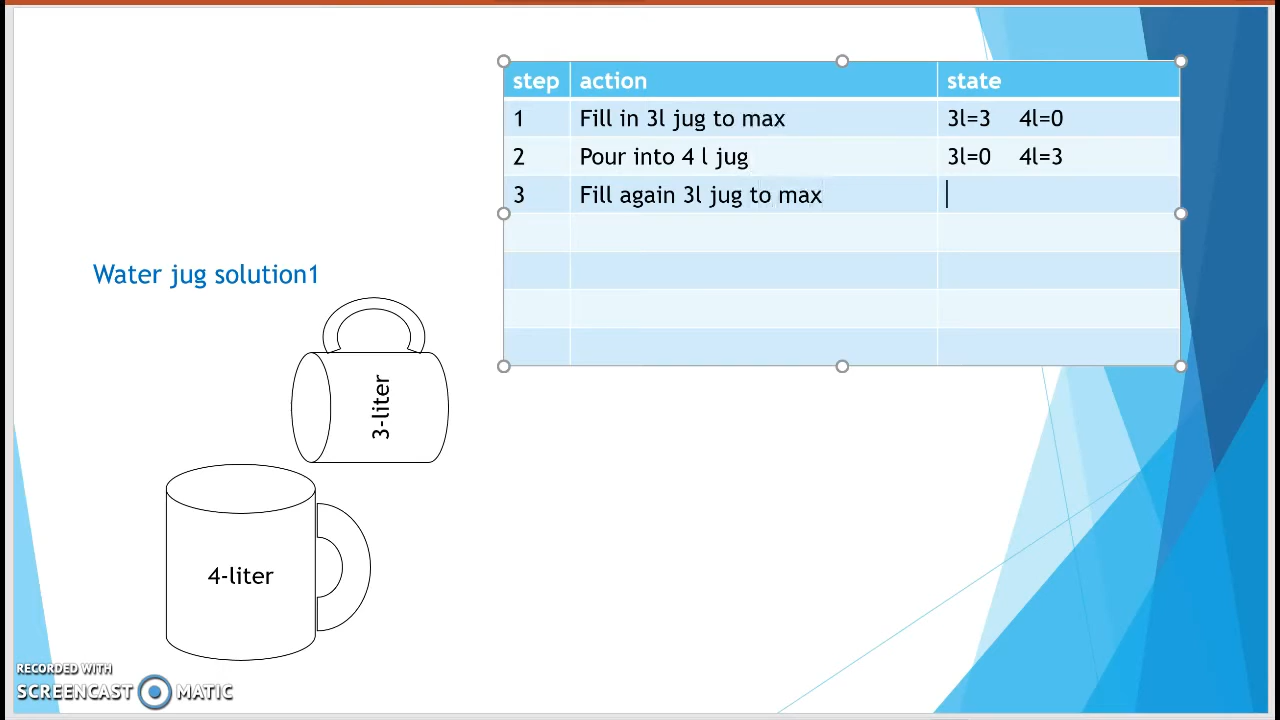 step action state
1 Fill in 3l jug to max 3l=3 4l=0
2 Pour into 4 l jug 3l=0 4l=3
3 Fill again 3l jug to max
Water jug solution1
3-liter
4-liter
RECORDED WITH
SCREENCAST MATIC